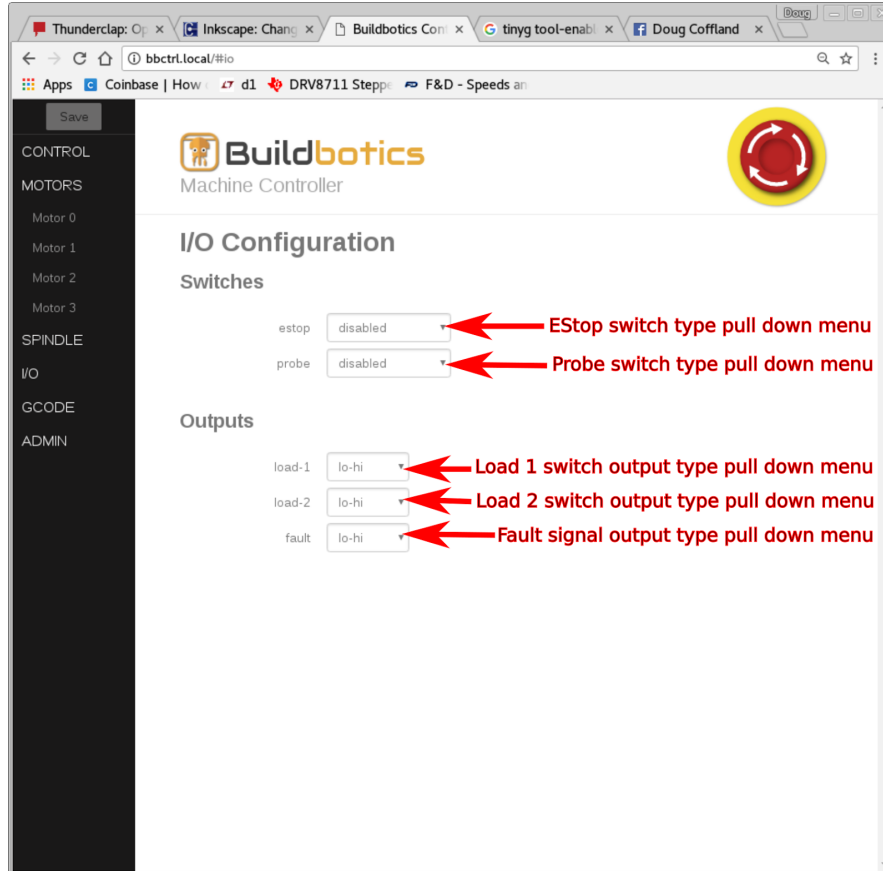 Doug
Thunderclap: Op
Inkscape: Chang
Buildbotics Cont
tinyg tool-enabl
Doug Coffland
bbctrl.local/#io
Apps
Coinbase | How
d1
DRV8711 Steppe
F&D - Speeds an
Save
CONTROL
MOTORS
Motor 0
Motor 1
Motor 2
Motor 3
SPINDLE
I/O
GCODE
ADMIN
Buildbotics
Machine Controller
I/O Configuration
Switches
estop disabled EStop switch type pull down menu
probe disabled Probe switch type pull down menu
Outputs
load-1 lo-hi Load 1 switch output type pull down menu
load-2 lo-hi Load 2 switch output type pull down menu
fault lo-hi Fault signal output type pull down menu